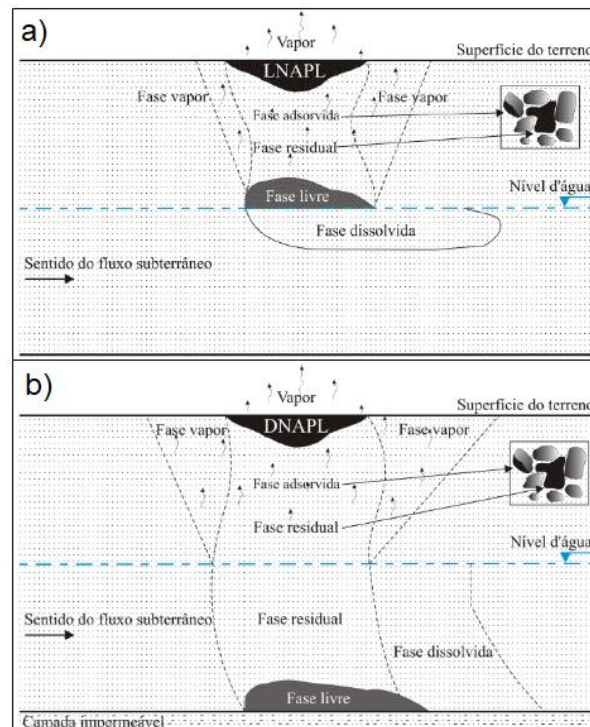 a)
Vapor
Superfície do terreno
LNAPL
Fase vapor
Fase vapor
Fase adsorvida
Fase residual
Nível d'água
Fase livre
Fase dissolvida
Sentido do fluxo subterrâneo
b)
Vapor
Superfície do terreno
DNAPL
Fase vapor
Fase vapor
Fase adsorvida
Fase residual
Nível d'água
Sentido do fluxo subterrâneo
Fase residual
Fase dissolvida
Fase livre
Camada impermeável